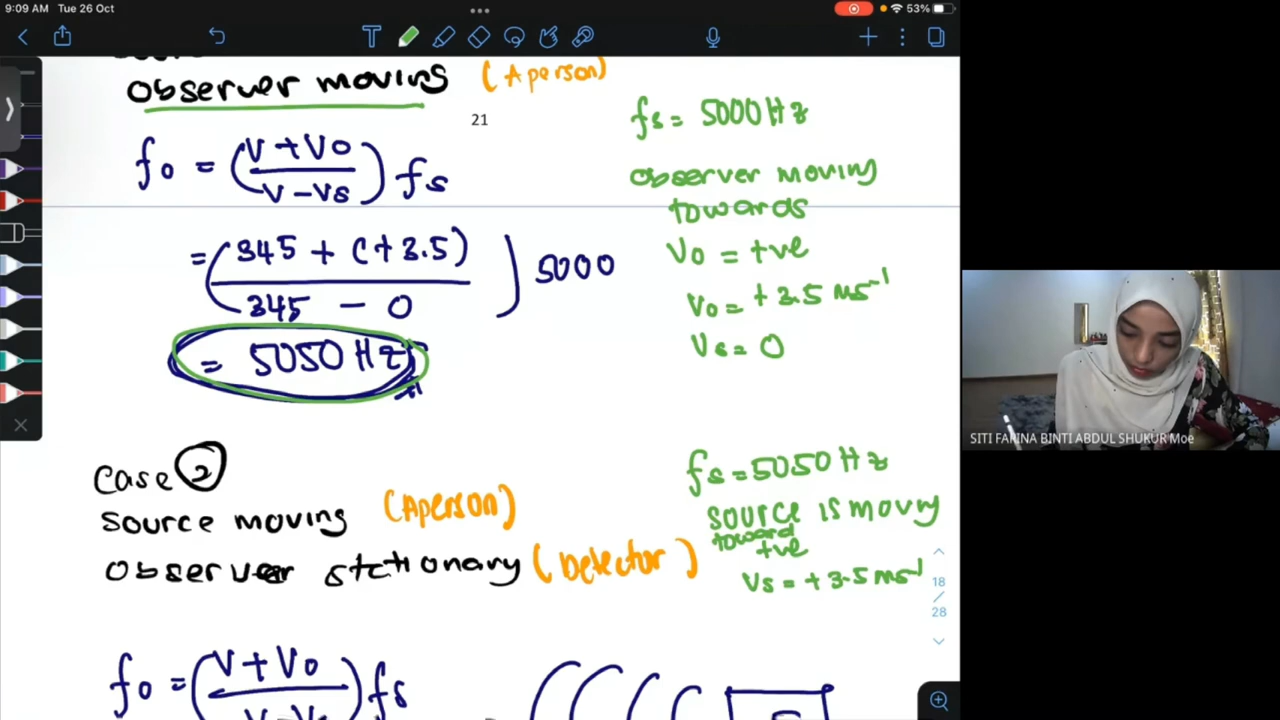 9:09 AM Tue 26 Oct
53%
observer moving (A person)
21
fo = (V + Vo / V - Vs) fs
= (345 + (+3.5) / 345 - 0) 5000
= 5050 Hz
fs = 5000 Hz
observer moving
towards
Vo = +ve
Vo = + 3.5 ms-1
Vs = 0
case 2
source moving (A person)
observer stctionary (Detector)
fs = 5050 Hz
source is moving
toward
+ve
Vs = + 3.5 ms-1
fo = (V + Vo / V - Vs) fs
18
/
28
SITI FARINA BINTI ABDUL SHUKUR Moe